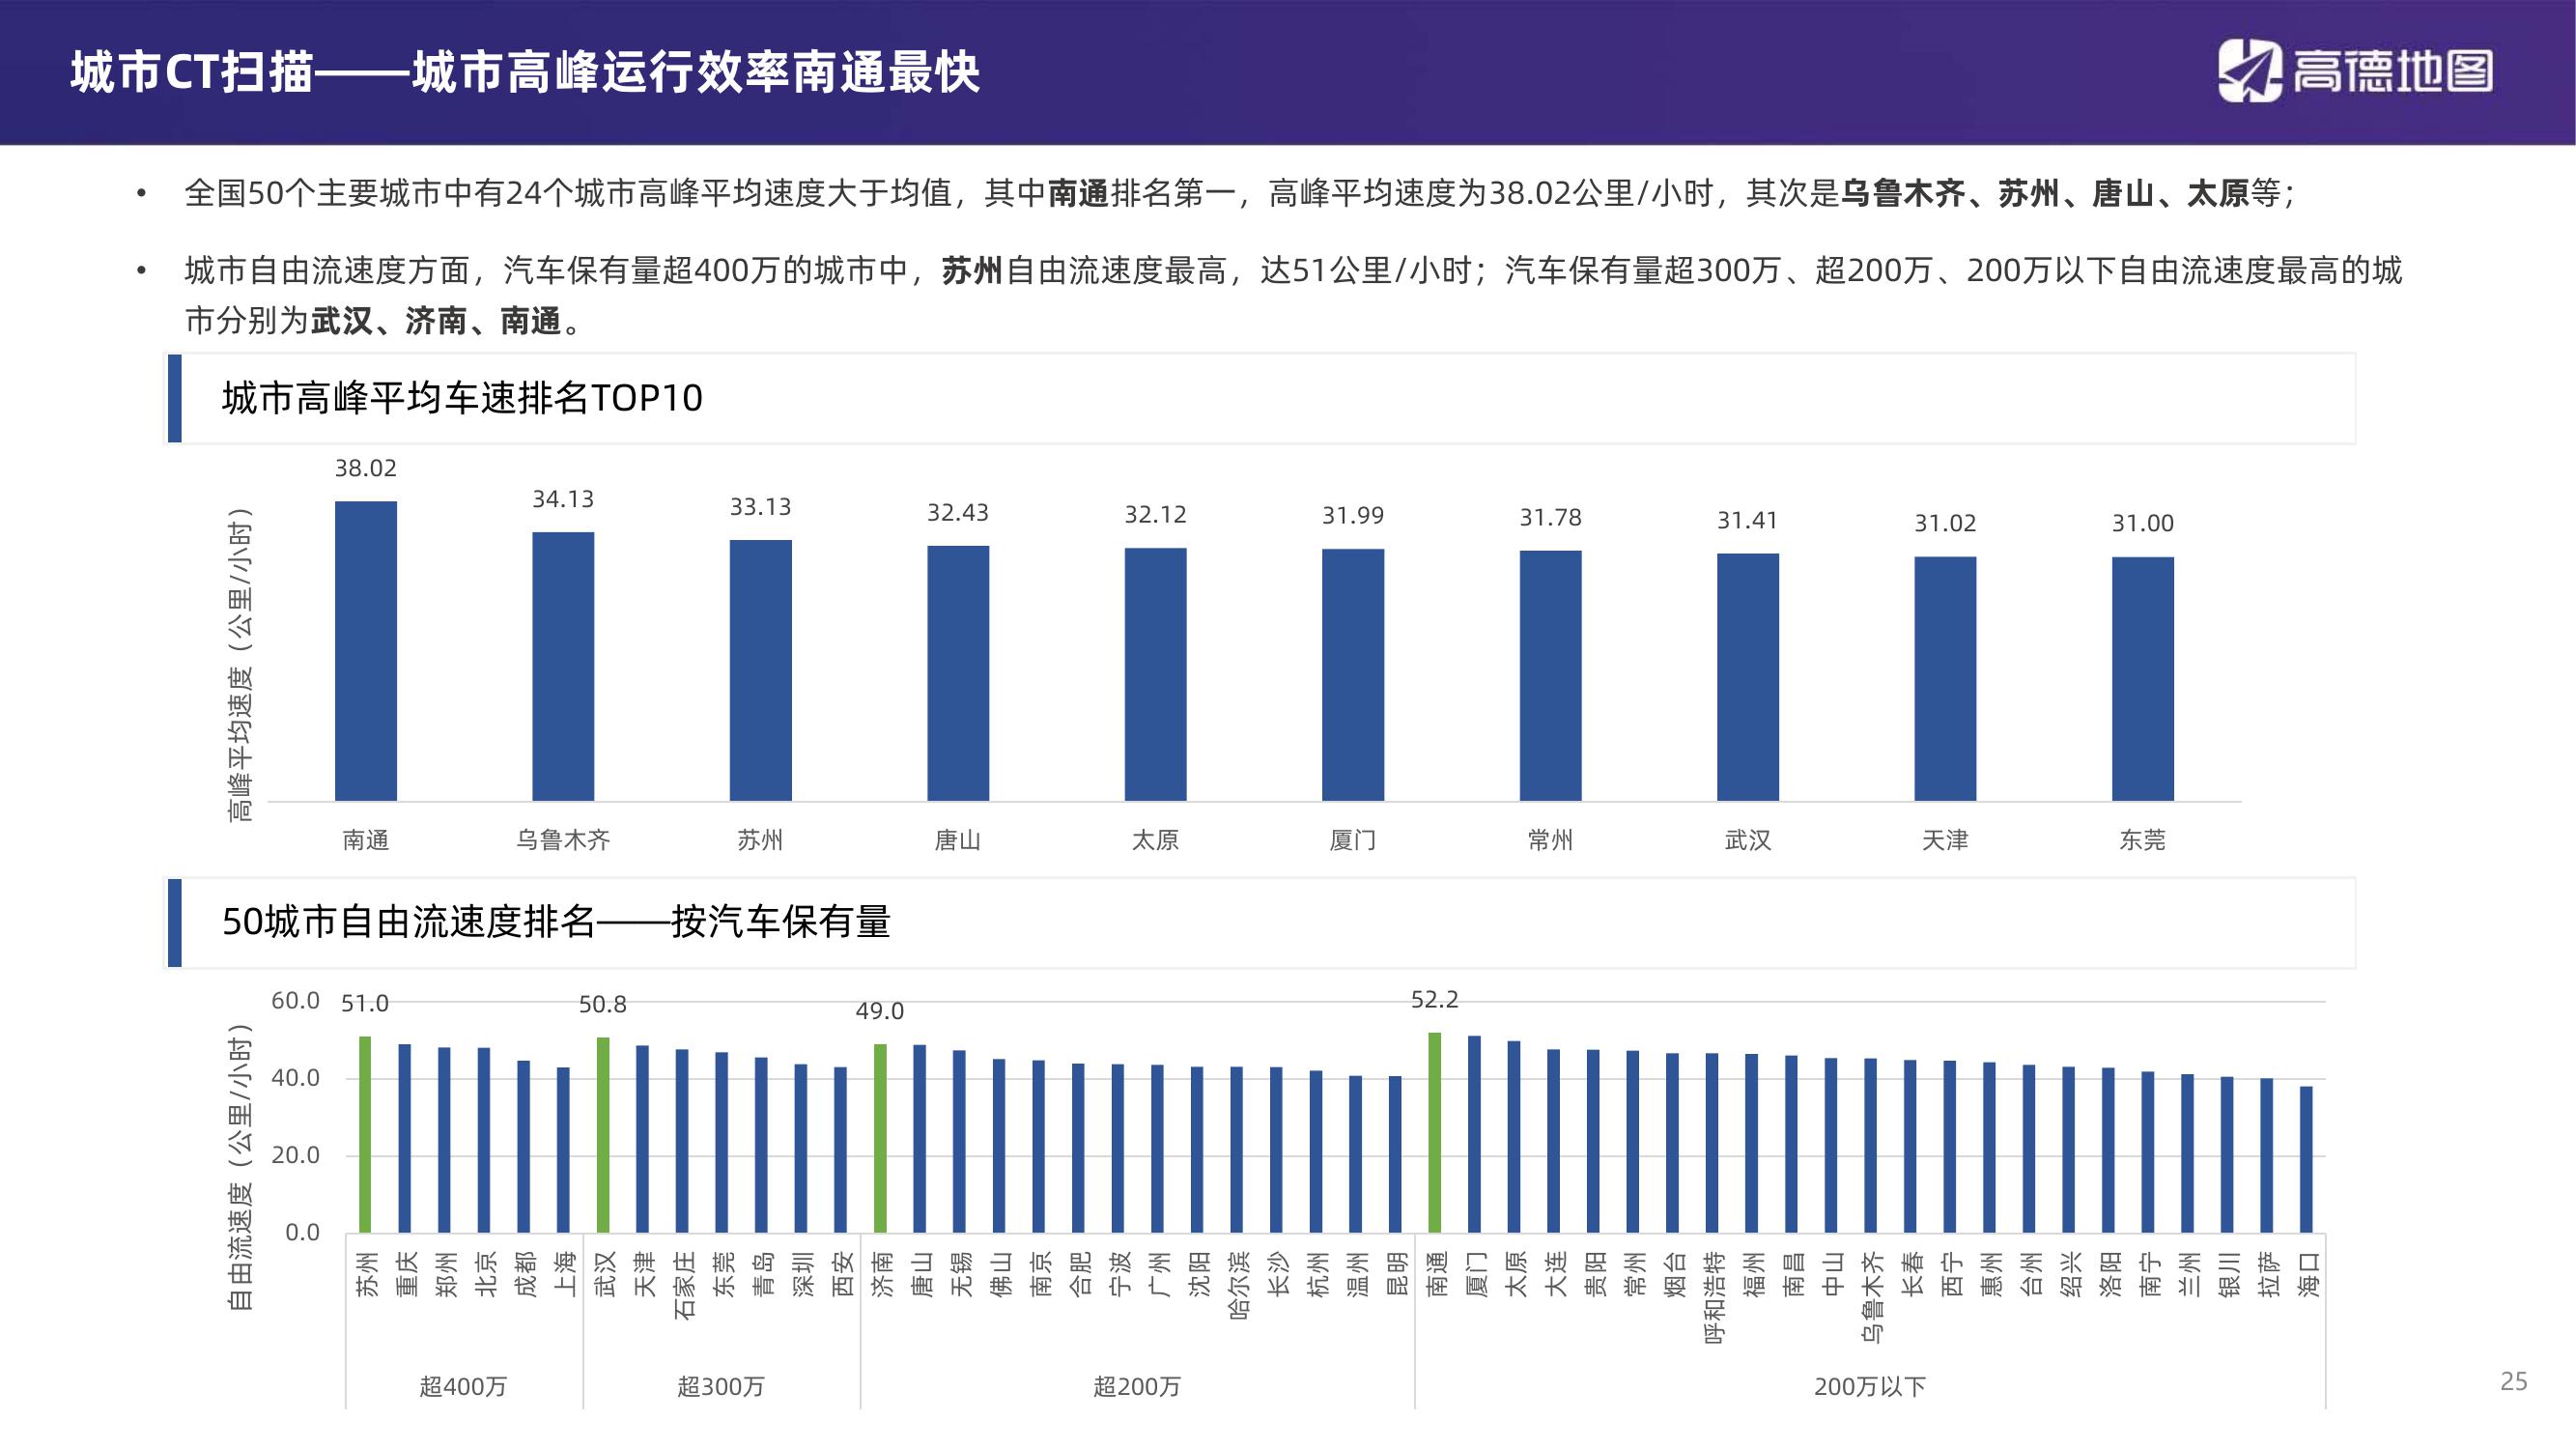 城市CT扫描——城市高峰运行效率南通最快
高德地图
• 全国50个主要城市中有24个城市高峰平均速度大于均值，其中南通排名第一，高峰平均速度为38.02公里/小时，其次是乌鲁木齐、苏州、唐山、太原等；
• 城市自由流速度方面，汽车保有量超400万的城市中，苏州自由流速度最高，达51公里/小时；汽车保有量超300万、超200万、200万以下自由流速度最高的城
市分别为武汉、济南、南通。
城市高峰平均车速排名TOP10
高峰平均速度（公里/小时）
38.02 34.13 33.13 32.43 32.12 31.99 31.78 31.41 31.02 31.00
南通 乌鲁木齐 苏州 唐山 太原 厦门 常州 武汉 天津 东莞
50城市自由流速度排名——按汽车保有量
自由流速度（公里/小时）
60.0
40.0
20.0
0.0
51.0 50.8 49.0 52.2
苏州 重庆 郑州 北京 成都 上海 武汉 天津 石家庄 东莞 青岛 深圳 西安 济南 唐山 无锡 佛山 南京 合肥 宁波 广州 沈阳 哈尔滨 长沙 杭州 温州 昆明 南通 厦门 太原 大连 贵阳 常州 烟台 呼和浩特 福州 南昌 中山 乌鲁木齐 长春 西宁 惠州 台州 绍兴 洛阳 南宁 兰州 银川 拉萨 海口
超400万 超300万 超200万 200万以下
25